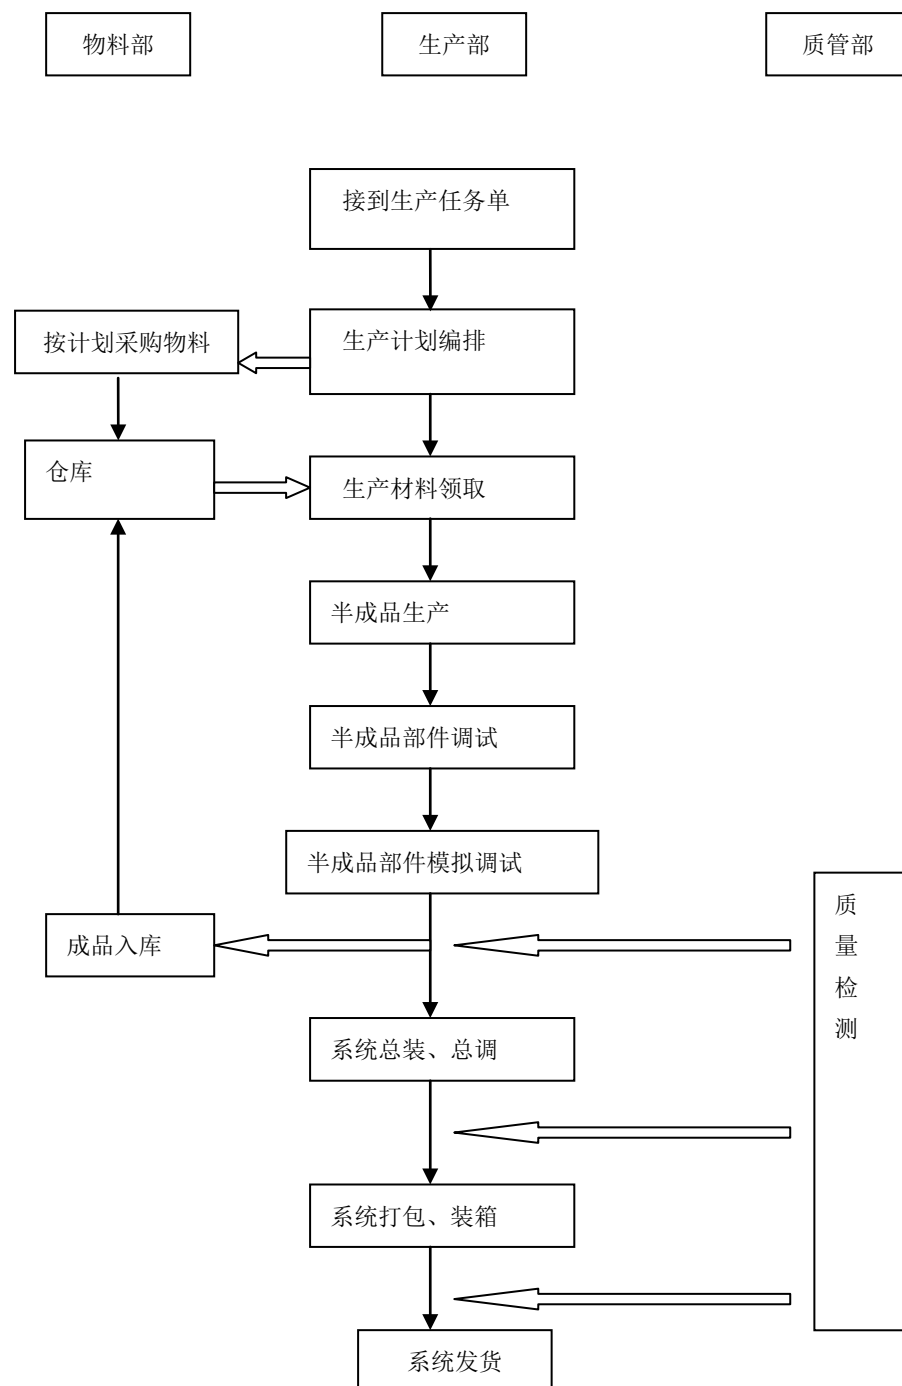 物料部
生产部
质管部
接到生产任务单
按计划采购物料
生产计划编排
仓库
生产材料领取
半成品生产
半成品部件调试
半成品部件模拟调试
质
量
检
测
成品入库
系统总装、总调
系统打包、装箱
系统发货